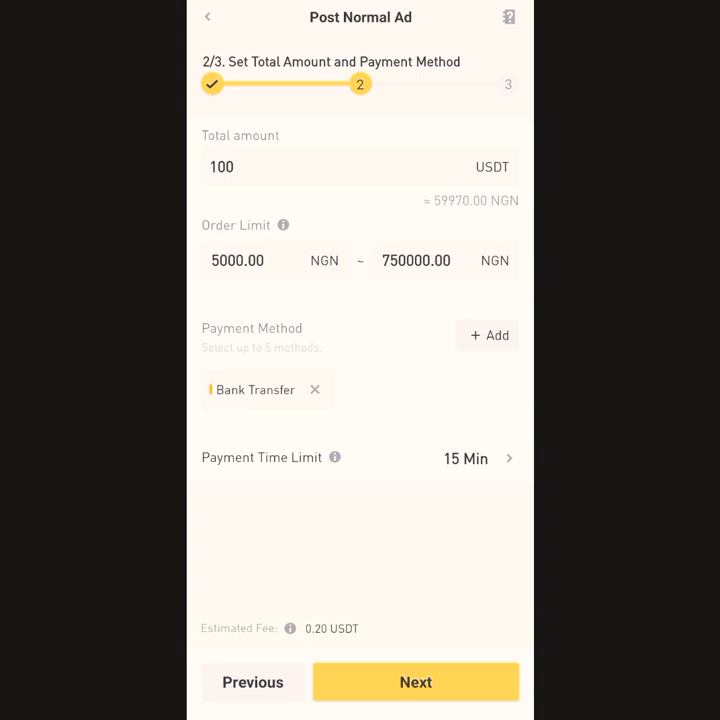 Post Normal Ad
2/3. Set Total Amount and Payment Method
2 3
Total amount
100 USDT
≈ 59970.00 NGN
Order Limit
5000.00 NGN ~ 750000.00 NGN
Payment Method
+ Add
Select up to 5 methods.
Bank Transfer
Payment Time Limit 15 Min
Estimated Fee: 0.20 USDT
Previous Next